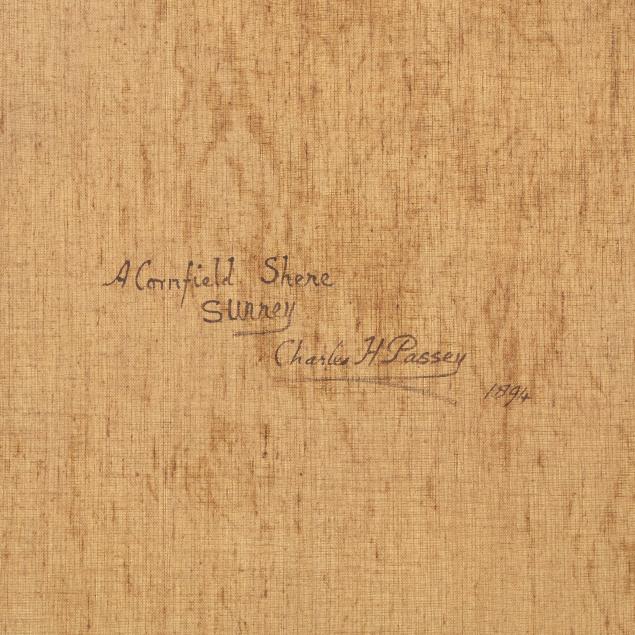 A Cornfield Shere
Surrey
Charles H Passey
1894